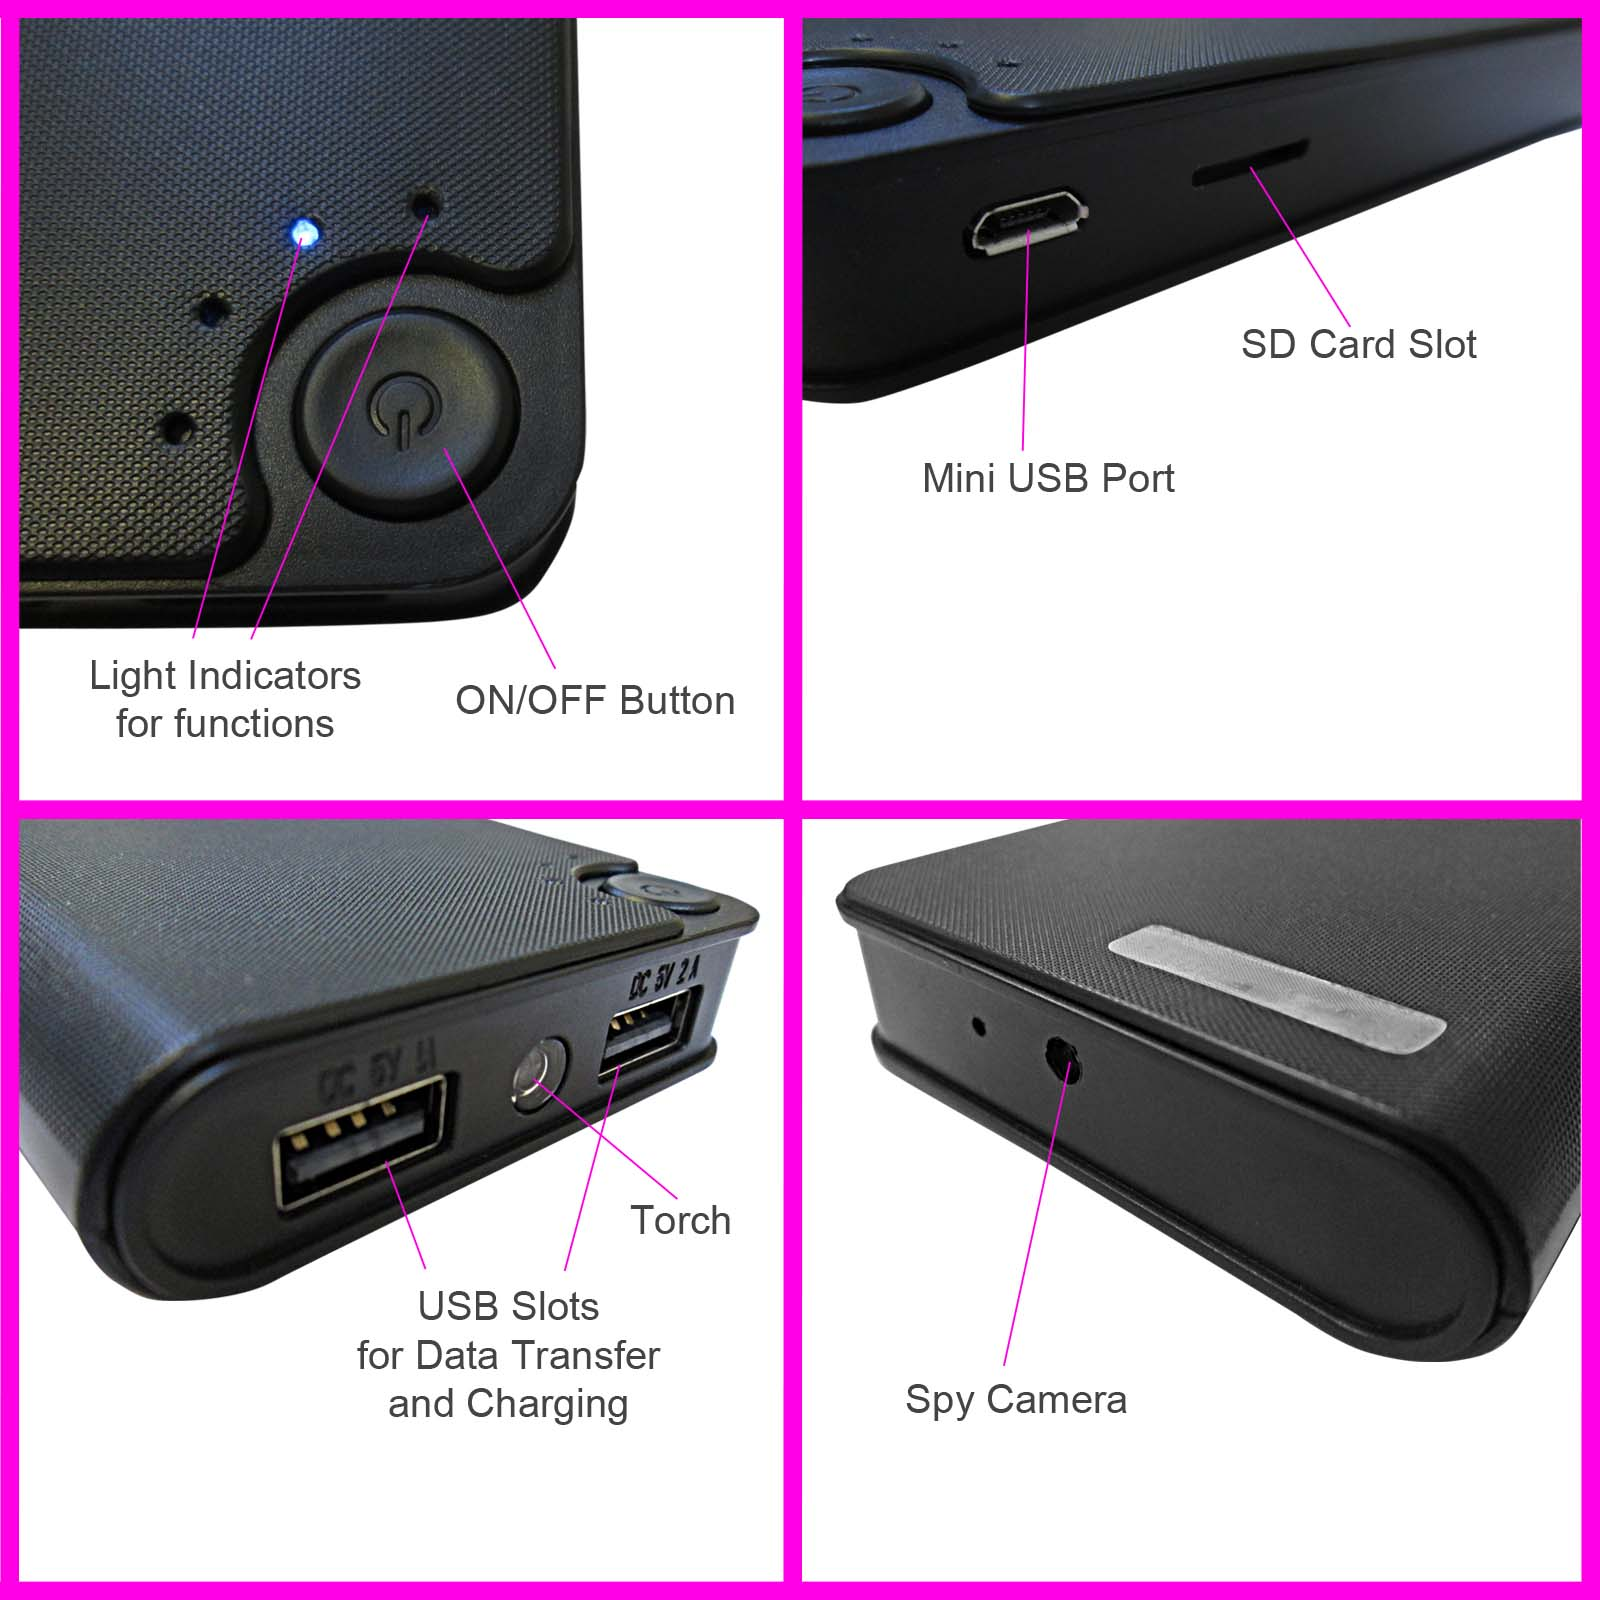 Light Indicators
for functions
ON/OFF Button
SD Card Slot
Mini USB Port
DC 5V
DC 5V 2A
Torch
USB Slots
for Data Transfer
and Charging
Spy Camera